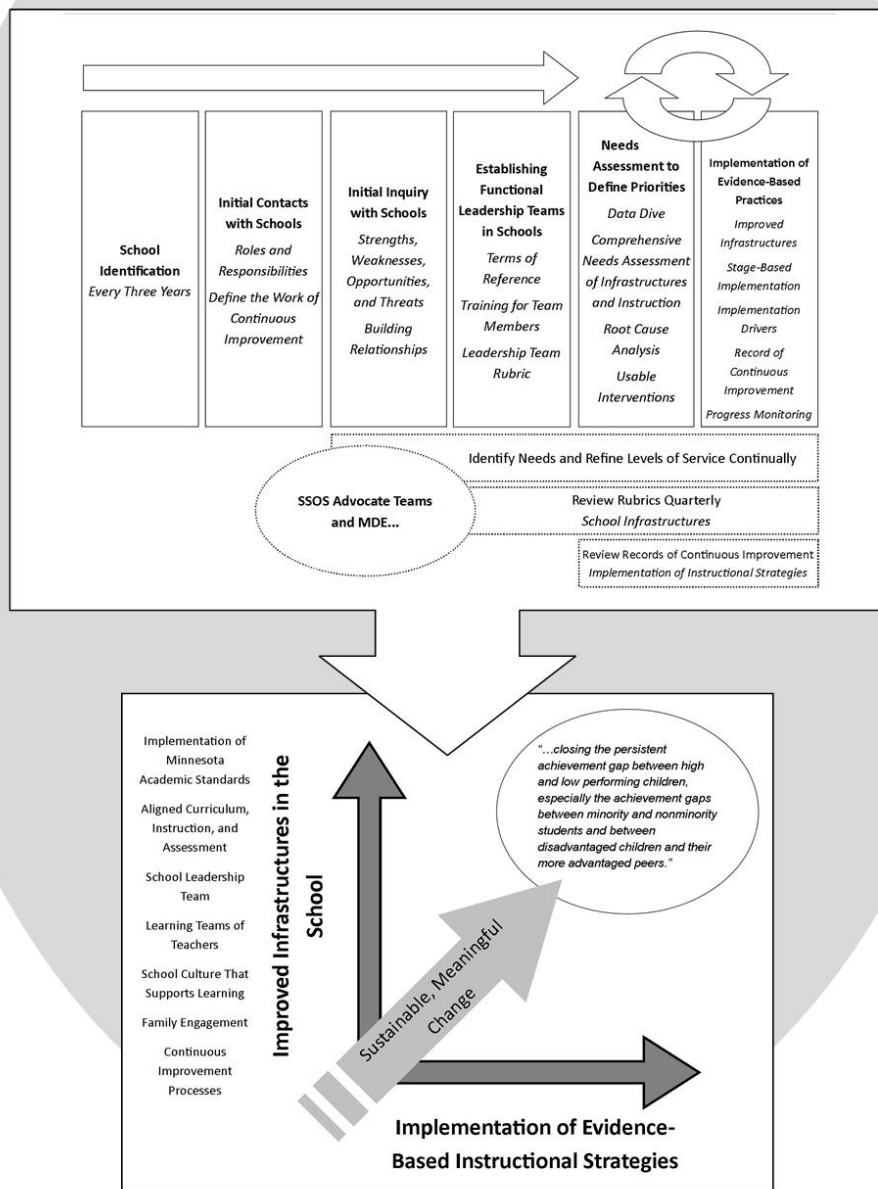 School
Identification
Every Three Years
Initial Contacts
with Schools
Roles and
Responsibilities
Define the Work of
Continuous
Improvement
Initial Inquiry
with Schools
Strengths,
Weaknesses,
Opportunities,
and Threats
Building
Relationships
Establishing
Functional
Leadership Teams
in Schools
Terms of
Reference
Training for Team
Members
Leadership Team
Rubric
Needs
Assessment to
Define Priorities
Data Dive
Comprehensive
Needs Assessment
of Infrastructures
and Instruction
Root Cause
Analysis
Usable
Interventions
Implementation of
Evidence-Based
Practices
Improved
Infrastructures
Stage-Based
Implementation
Implementation
Drivers
Record of
Continuous
Improvement
Progress Monitoring
SSOS Advocate Teams
and MDE...
Identify Needs and Refine Levels of Service Continually
Review Rubrics Quarterly
School Infrastructures
Review Records of Continuous Improvement
Implementation of Instructional Strategies
Implementation of
Minnesota
Academic Standards
Aligned Curriculum,
Instruction, and
Assessment
School Leadership
Team
Learning Teams of
Teachers
School Culture That
Supports Learning
Family Engagement
Continuous
Improvement
Processes
Improved Infrastructures in the
School
Sustainable, Meaningful
Change
"...closing the persistent
achievement gap between high
and low performing children,
especially the achievement gaps
between minority and nonminority
students and between
disadvantaged children and their
more advantaged peers."
Implementation of Evidence-
Based Instructional Strategies